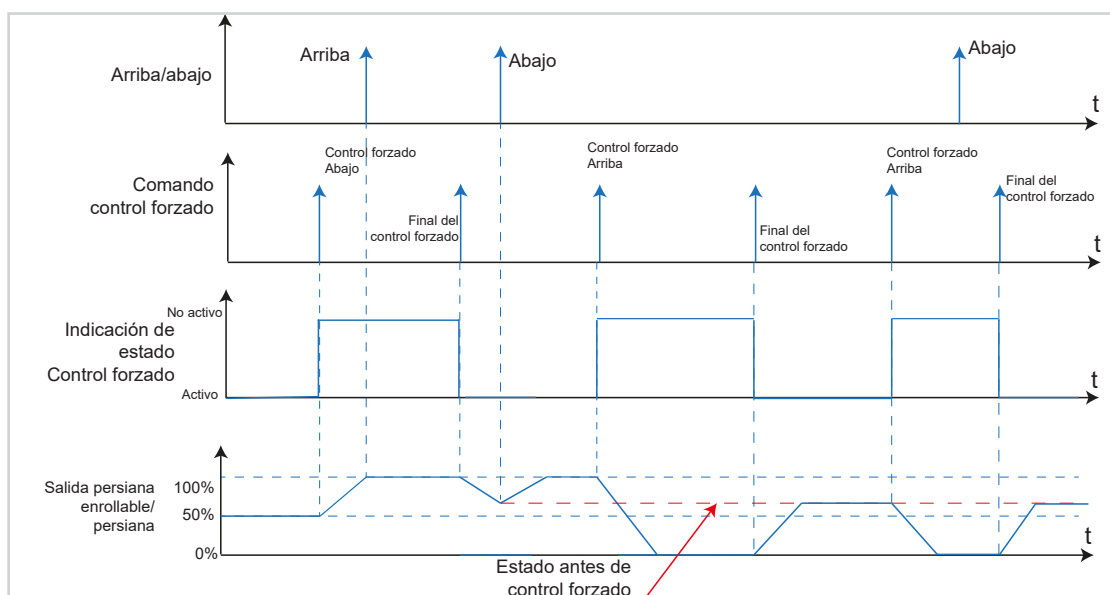 Arriba/abajo
Arriba
Abajo
Abajo
t
Comando
control forzado
Control forzado
Abajo
Final del
control forzado
Control forzado
Arriba
Final del
control forzado
Control forzado
Arriba
Final del
control forzado
t
Indicación de
estado
Control forzado
No activo
Activo
t
Salida persiana
enrollable/
persiana
100%
50%
0%
t
Estado antes de
control forzado